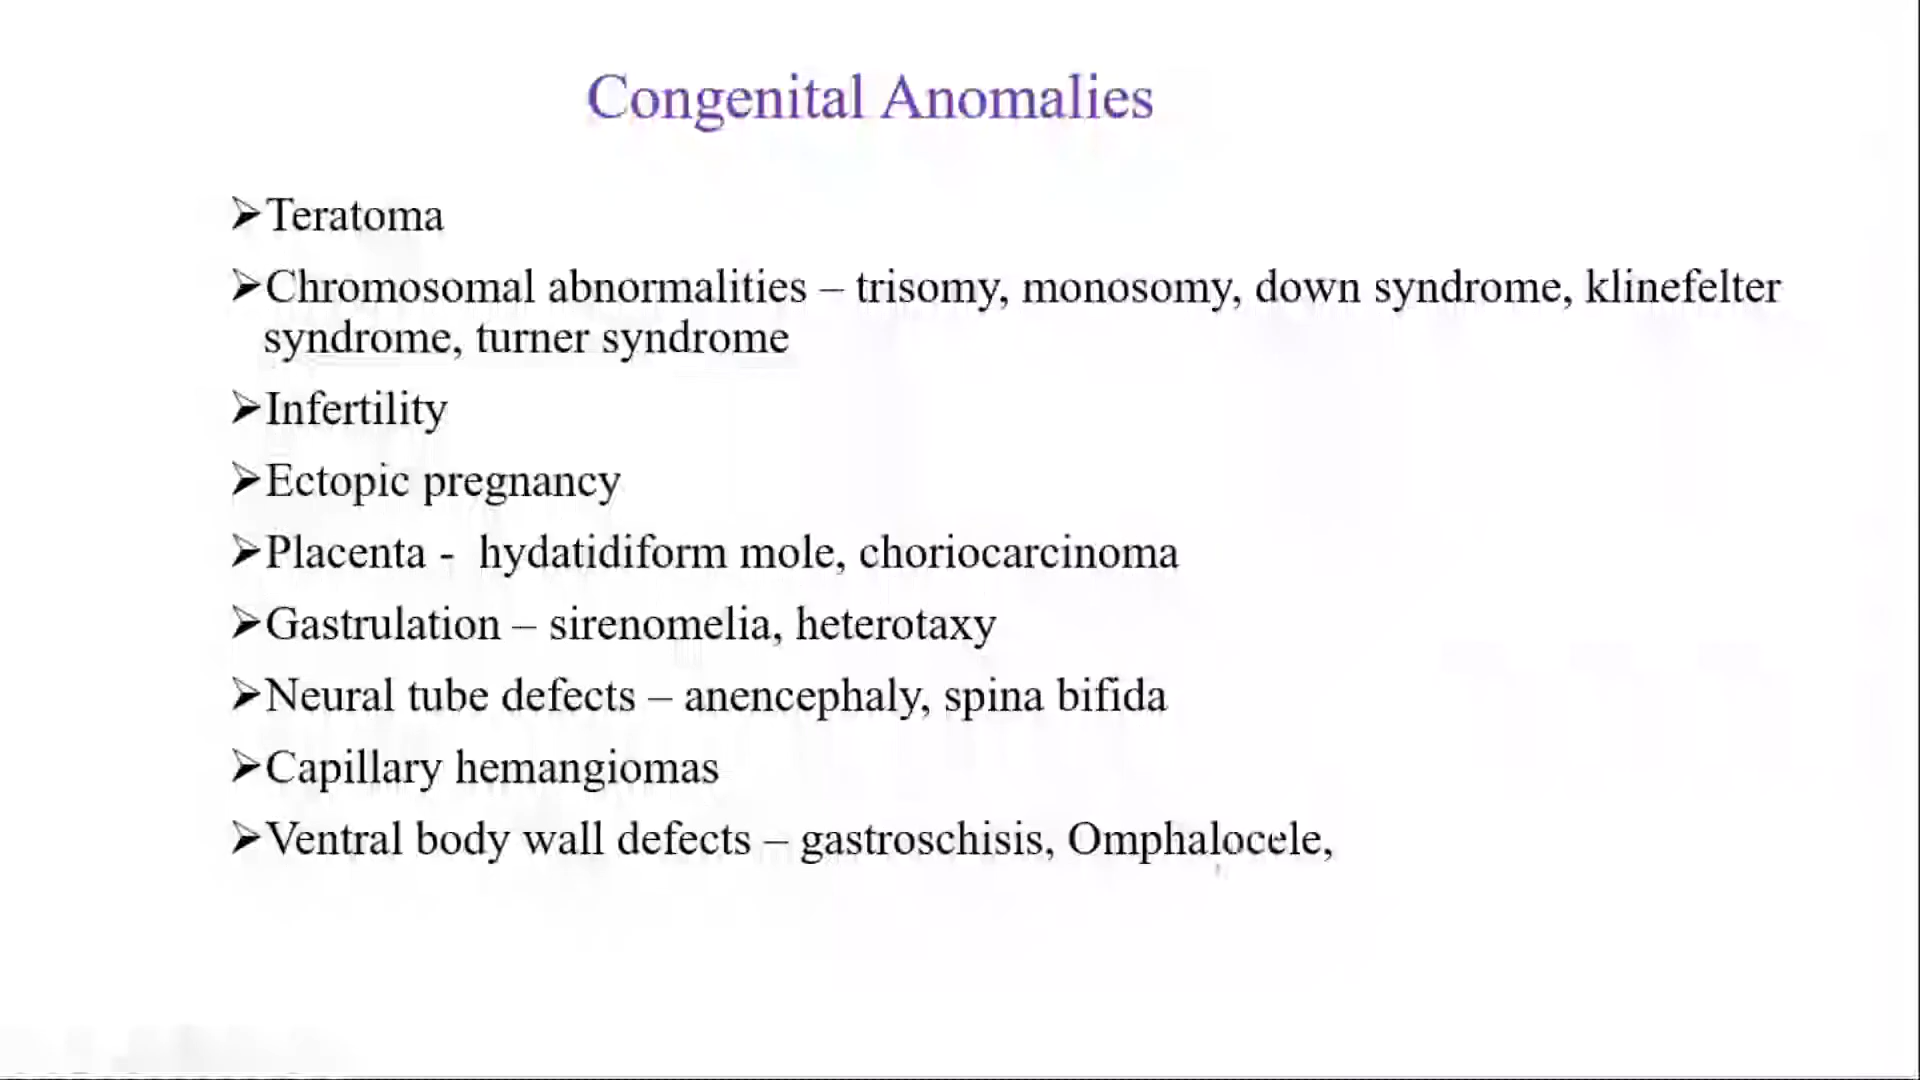 Congenital Anomalies
➢Teratoma
➢Chromosomal abnormalities – trisomy, monosomy, down syndrome, klinefelter
syndrome, turner syndrome
➢Infertility
➢Ectopic pregnancy
➢Placenta -  hydatidiform mole, choriocarcinoma
➢Gastrulation – sirenomelia, heterotaxy
➢Neural tube defects – anencephaly, spina bifida
➢Capillary hemangiomas
➢Ventral body wall defects – gastroschisis, Omphalocele,